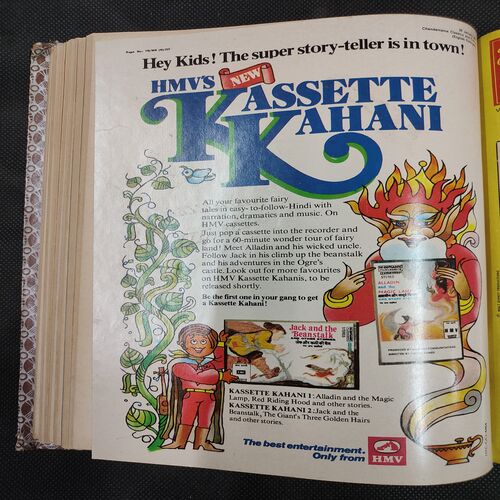 Hey Kids! The super story-teller is in town!
HMV'S NEW
KASSETTE
KAHANI
All your favourite fairy
tales in easy-to-follow-Hindi with
narration, dramatics and music. On
HMV cassettes.
Just pop a cassette into the recorder and
go for a 60-minute wonder tour of fairy
land! Meet Alladin and his wicked uncle.
Follow Jack in his climb up the beanstalk
and his adventures in the Ogre's
castle. Look out for more favourites
on HMV Kassette Kahanis, to be
released shortly.
Be the first one in your gang to get
a Kassette Kahani!
ALLADIN
and the
MAGIC LAMP
Jack and the
Beanstalk
KASSETTE KAHANI 1: Alladin and the Magic
Lamp, Red Riding Hood and other stories.
KASSETTE KAHANI 2: Jack and the
Beanstalk, The Giant's Three Golden Hairs
and other stories.
The best entertainment.
Only from
HMV